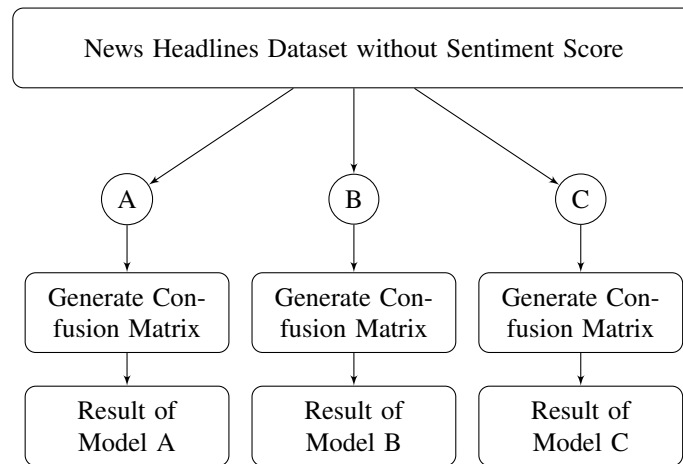 News Headlines Dataset without Sentiment Score
A
B
C
Generate Con-
fusion Matrix
Generate Con-
fusion Matrix
Generate Con-
fusion Matrix
Result of
Model A
Result of
Model B
Result of
Model C